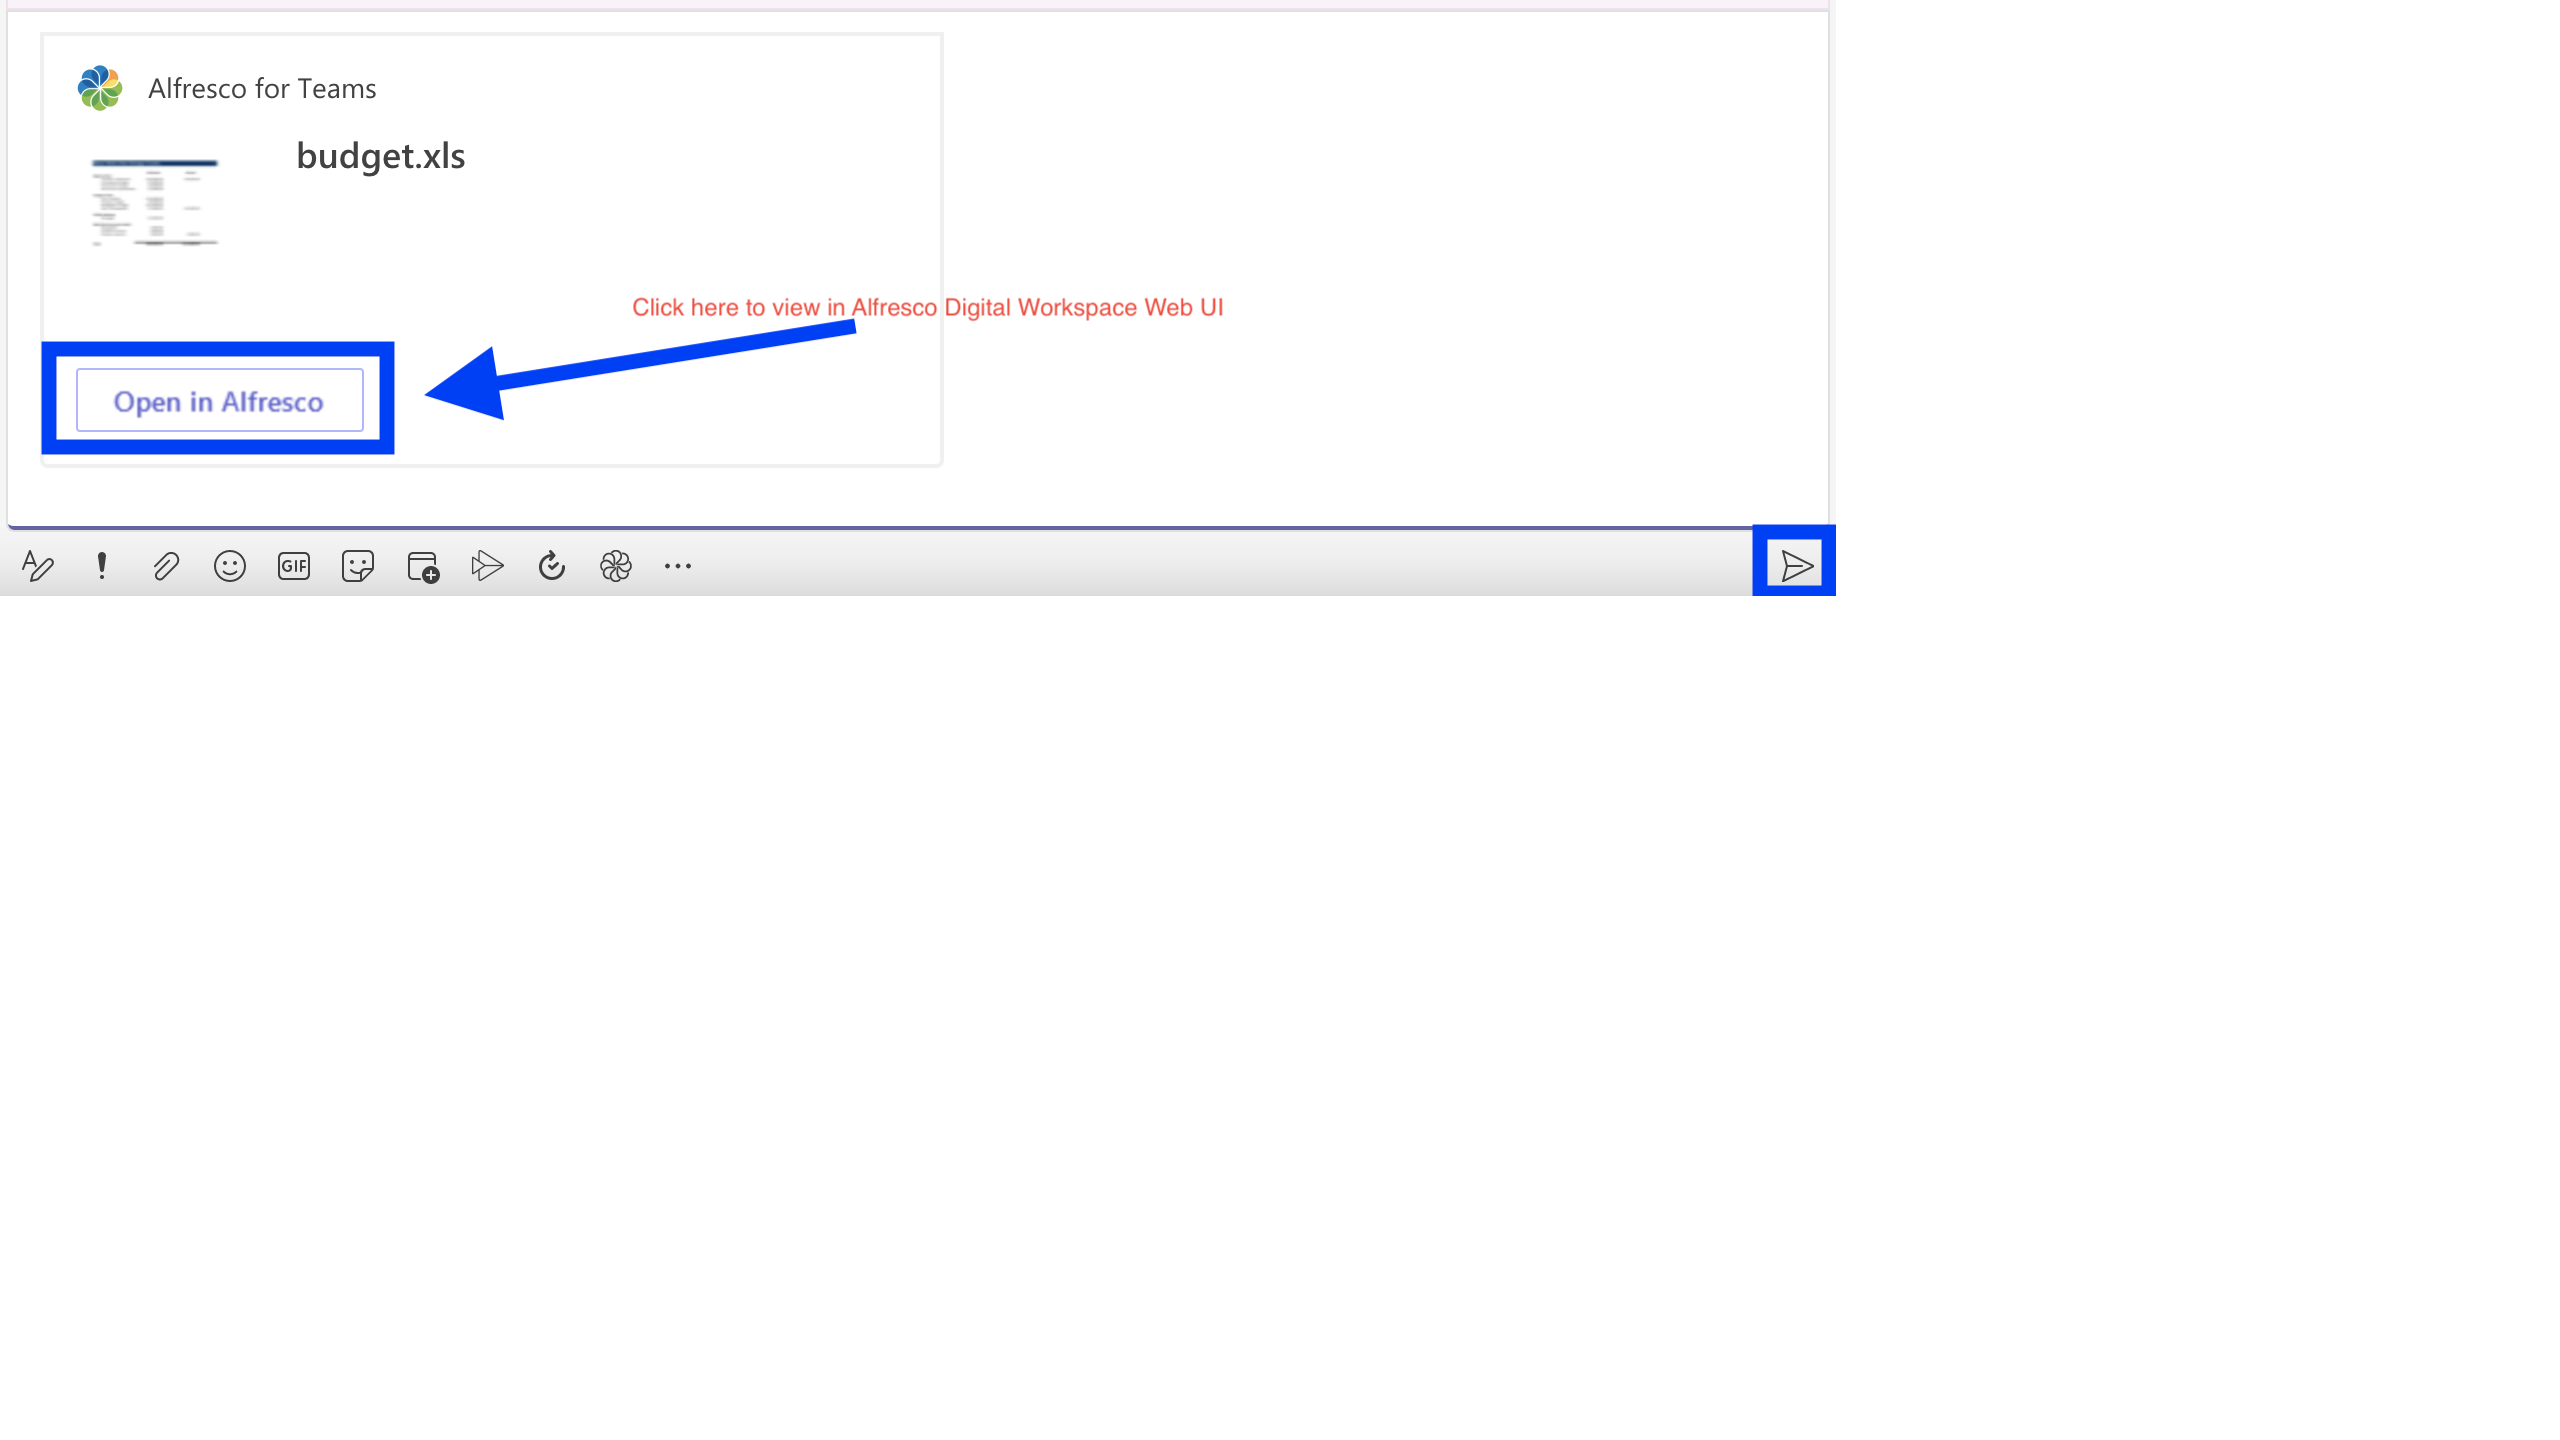 Alfresco for Teams
budget.xls
Click here to view in Alfresco Digital Workspace Web UI
Open in Alfresco
GIF